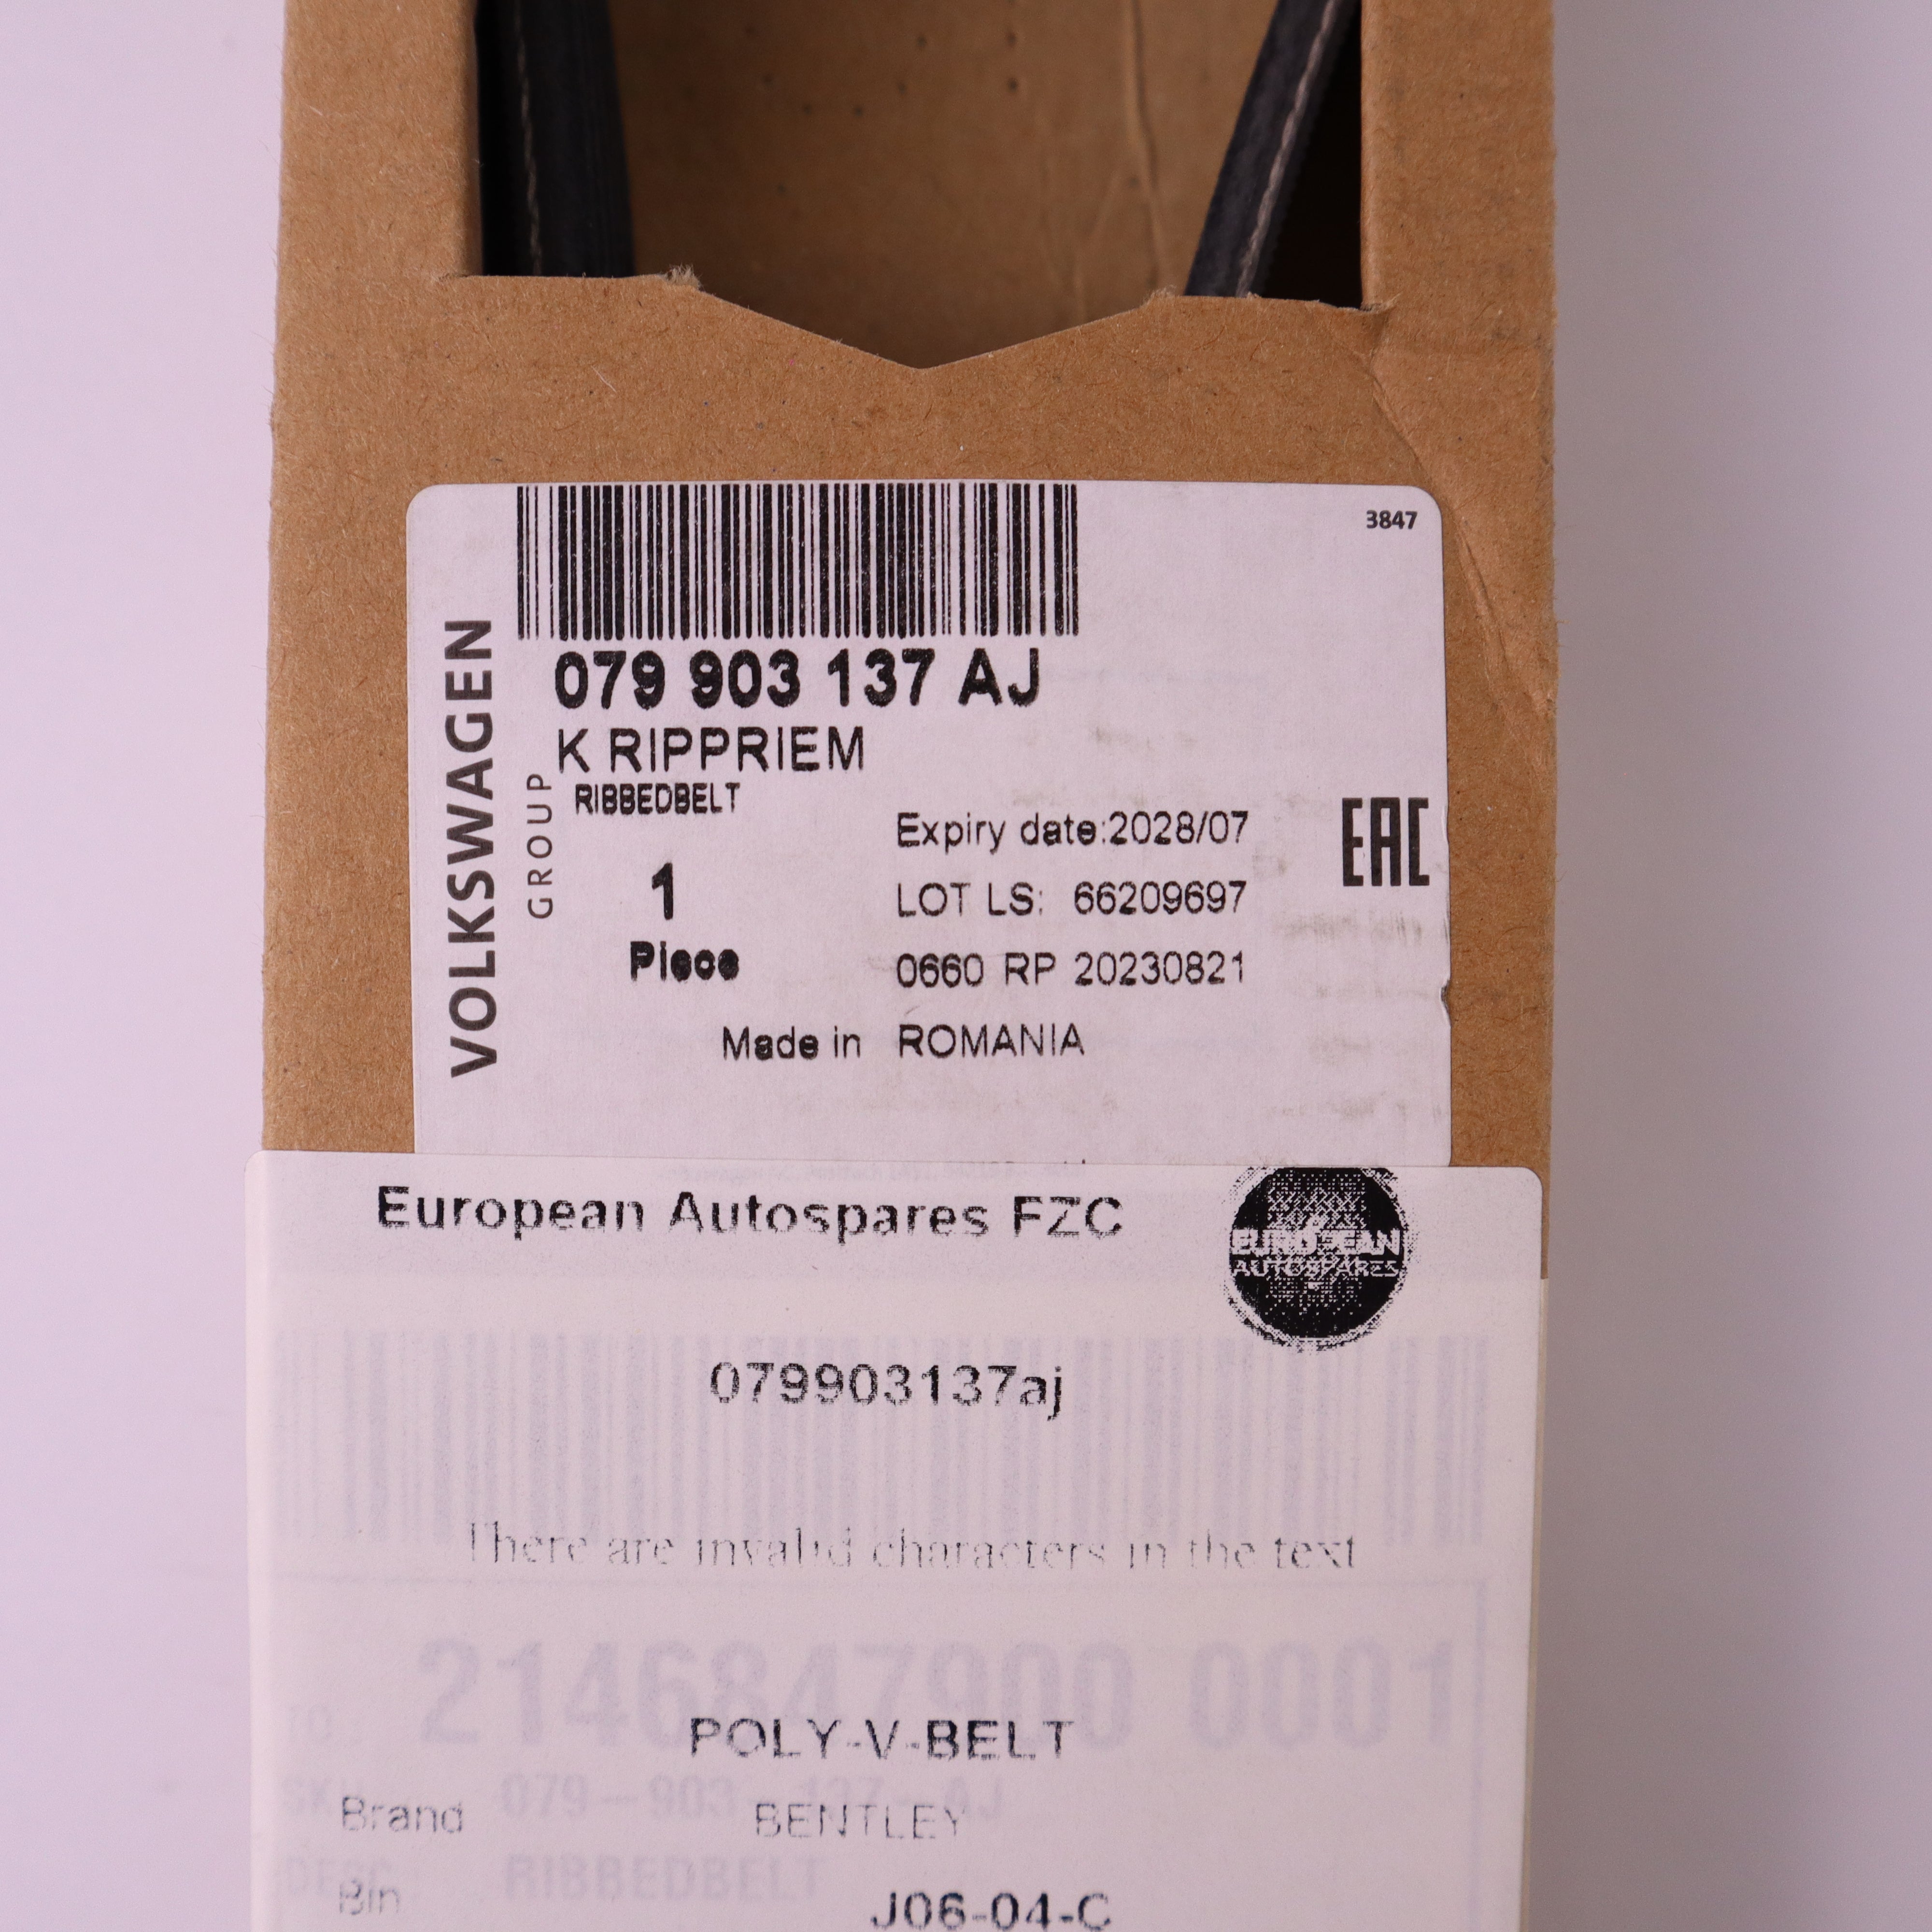 3847
VOLKSWAGEN
GROUP
079 903 137 AJ
K RIPPRIEM
RIBBEDBELT
1
Piece
Expiry date:2028/07
LOT LS: 66209697
0660 RP 20230821
Made in ROMANIA
EAC
European Autospares FZC
EUROPEAN
AUTOSPARES
079903137aj
There are invalid characters in the text
2146847900 0001
POLY-V-BELT
SKU 079-903-137-AJ
Brand BENTLEY
DESC RIBBEDBELT
Bin J06-04-C